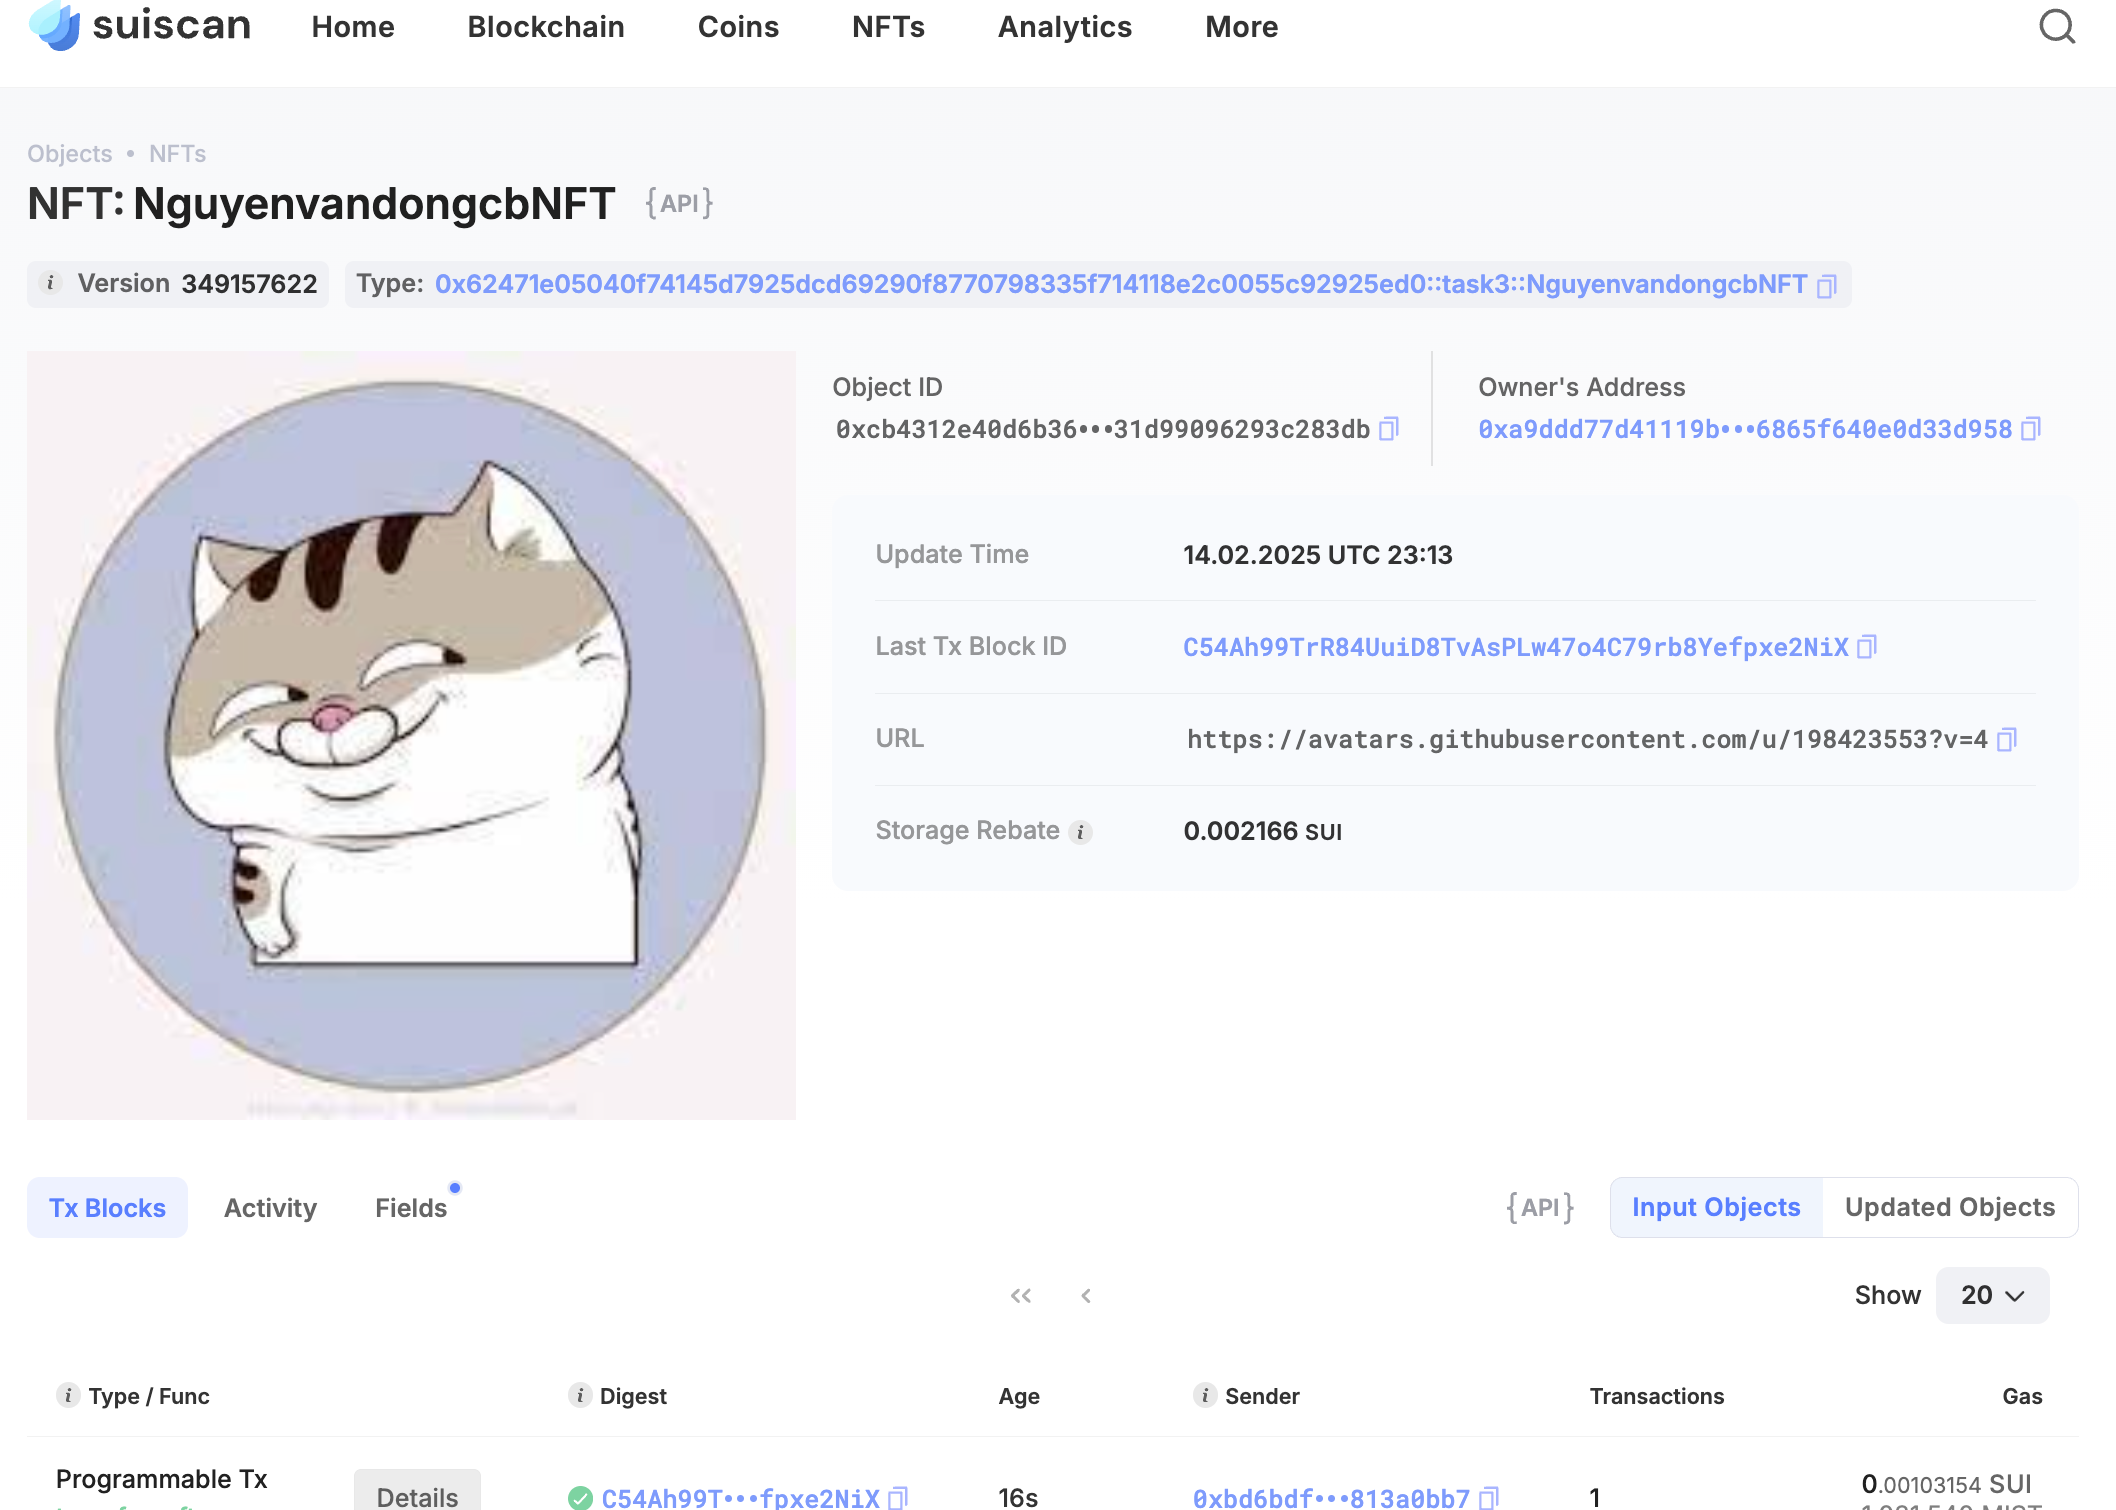 suiscan Home Blockchain Coins NFTs Analytics More
Objects • NFTs
NFT: NguyenvandongcbNFT {API}
i Version 349157622 Type: 0x62471e05040f74145d7925dcd69290f8770798335f714118e2c0055c92925ed0::task3::NguyenvandongcbNFT
Object ID
0xcb4312e40d6b36•••31d99096293c283db
Owner's Address
0xa9ddd77d41119b•••6865f640e0d33d958
Update Time 14.02.2025 UTC 23:13
Last Tx Block ID C54Ah99TrR84UuiD8TvAsPLw47o4C79rb8Yefpxe2NiX
URL https://avatars.githubusercontent.com/u/198423553?v=4
Storage Rebate i 0.002166 SUI
Tx Blocks Activity Fields {API} Input Objects Updated Objects
Show 20
i Type / Func i Digest Age i Sender Transactions Gas
Programmable Tx Details C54Ah99T•••fpxe2NiX 16s 0xbd6bdf•••813a0bb7 1 0.00103154 SUI